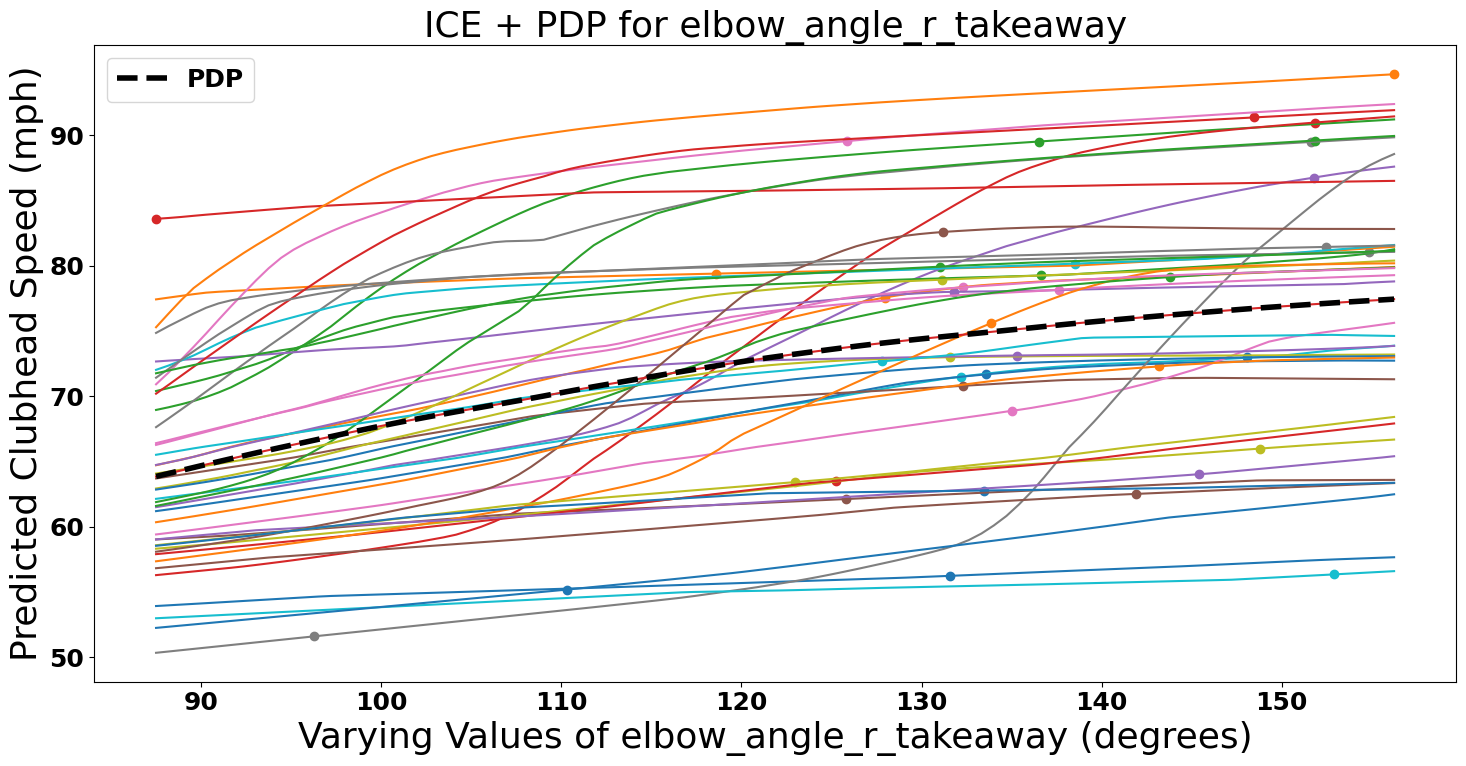 ICE + PDP for elbow_angle_r_takeaway
PDP
Predicted Clubhead Speed (mph)
90
80
70
60
50
90 100 110 120 130 140 150
Varying Values of elbow_angle_r_takeaway (degrees)